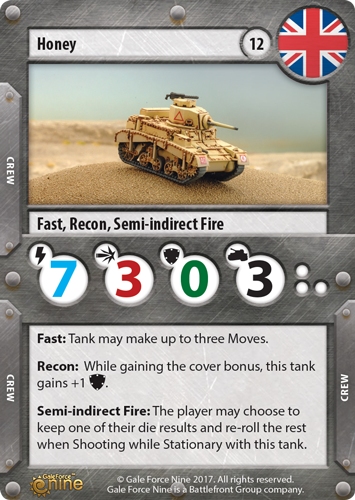 Honey
12
CREW
CREW
Fast, Recon, Semi-indirect Fire
7 3 0 3
CREW
CREW
Fast: Tank may make up to three Moves.
Recon: While gaining the cover bonus, this tank
gains +1 .
Semi-indirect Fire: The player may choose to
keep one of their die results and re-roll the rest
when Shooting while Stationary with this tank.
GaleForce
nine
© Gale Force Nine 2017. All rights reserved.
Gale Force Nine is a Battlefront Group company.